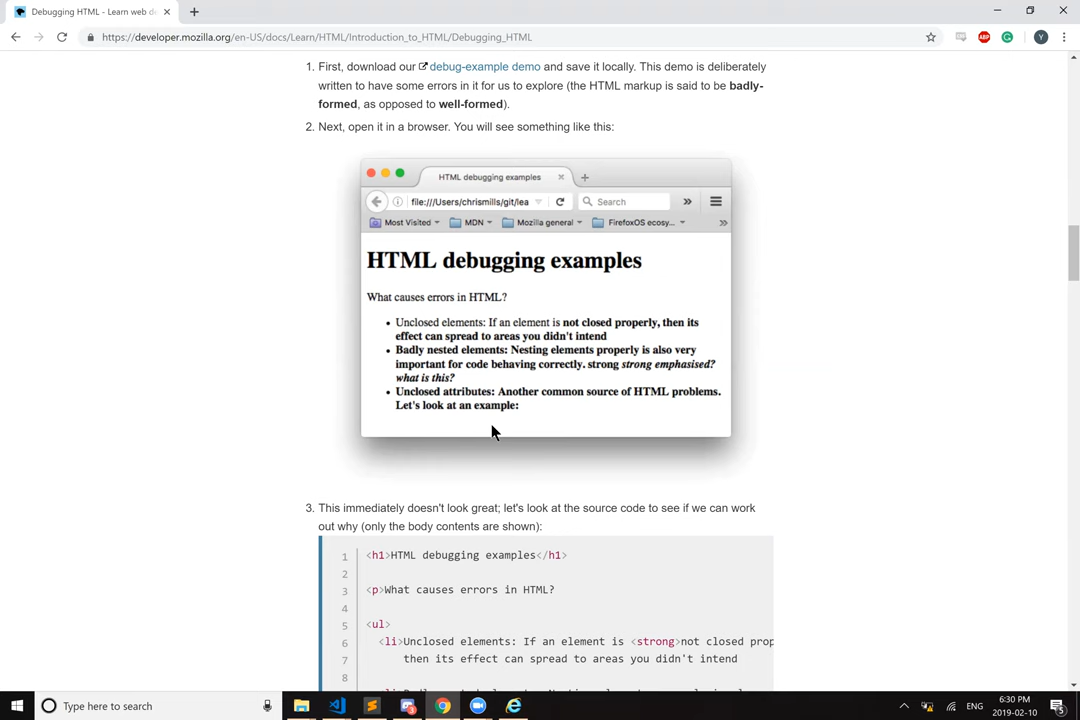 Debugging HTML - Learn web de
https://developer.mozilla.org/en-US/docs/Learn/HTML/Introduction_to_HTML/Debugging_HTML
ABP
Y
1. First, download our debug-example demo and save it locally. This demo is deliberately
written to have some errors in it for us to explore (the HTML markup is said to be badly-
formed, as opposed to well-formed).
2. Next, open it in a browser. You will see something like this:
HTML debugging examples
file:///Users/chrismills/git/lea
Search
Most Visited
MDN
Mozilla general
FirefoxOS ecosy...
HTML debugging examples
What causes errors in HTML?
• Unclosed elements: If an element is not closed properly, then its
effect can spread to areas you didn't intend
• Badly nested elements: Nesting elements properly is also very
important for code behaving correctly. strong strong emphasised?
what is this?
• Unclosed attributes: Another common source of HTML problems.
Let's look at an example:
3. This immediately doesn't look great; let's look at the source code to see if we can work
out why (only the body contents are shown):
1 <h1>HTML debugging examples</h1>
2
3 <p>What causes errors in HTML?
4
5 <ul>
6 <li>Unclosed elements: If an element is <strong>not closed prop
7 then its effect can spread to areas you didn't intend
8
Type here to search
ENG
6:30 PM
2019-02-10